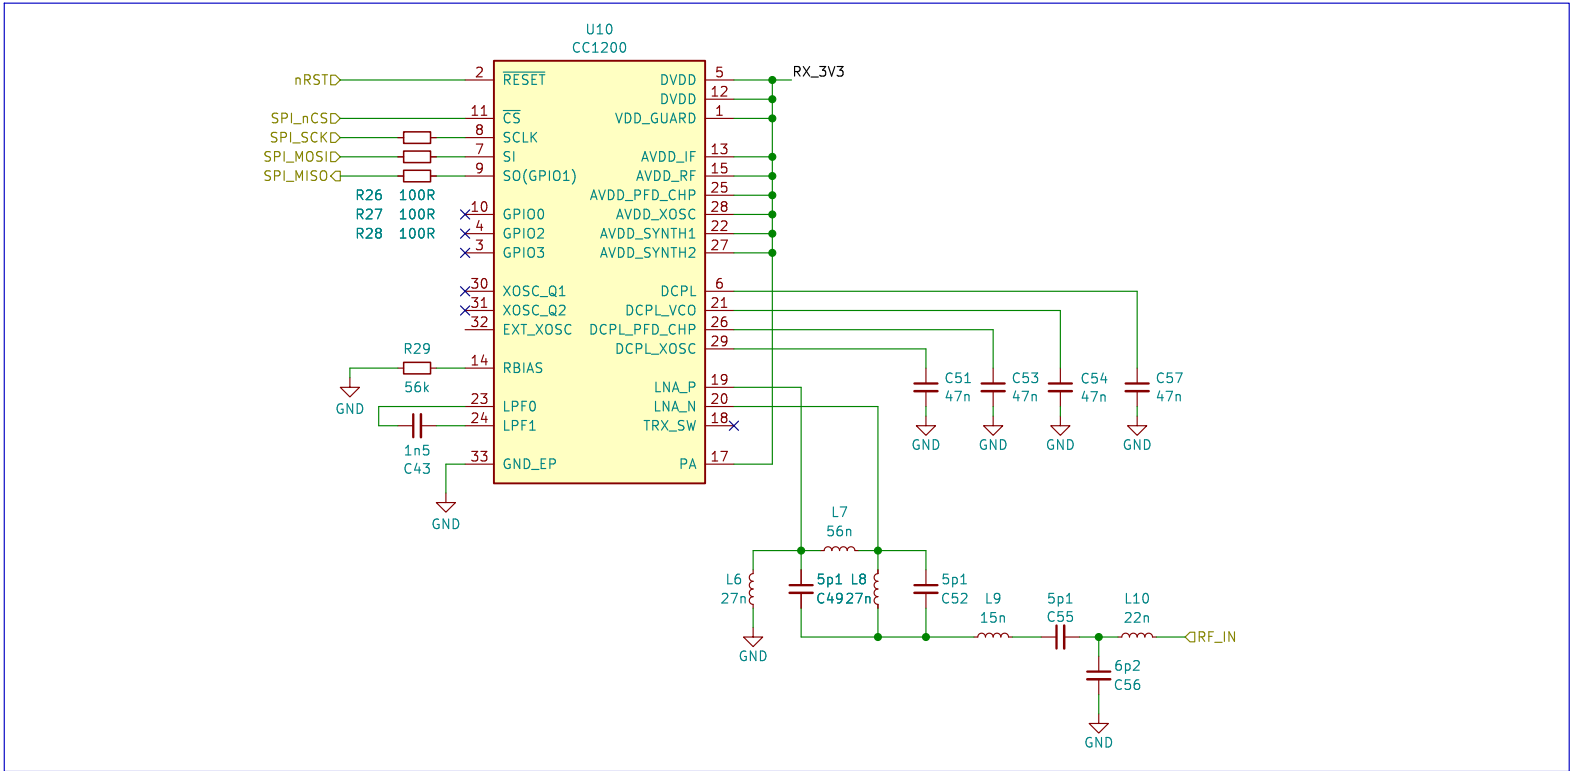 U10
CC1200
nRST 2 RESET DVDD 5 RX_3V3
DVDD 12
SPI_nCS 11 CS VDD_GUARD 1
SPI_SCK 8 SCLK
SPI_MOSI 7 SI AVDD_IF 13
SPI_MISO 9 SO(GPIO1) AVDD_RF 15
R26 100R AVDD_PFD_CHP 25
R27 100R 10 GPIO0 AVDD_XOSC 28
R28 100R 4 GPIO2 AVDD_SYNTH1 22
3 GPIO3 AVDD_SYNTH2 27
30 XOSC_Q1 DCPL 6
31 XOSC_Q2 DCPL_VCO 21
32 EXT_XOSC DCPL_PFD_CHP 26
R29 DCPL_XOSC 29
14 RBIAS
56k LNA_P 19
C51 C53 C54 C57
47n 47n 47n 47n
GND 23 LPF0 LNA_N 20
24 LPF1 TRX_SW 18
1n5
C43
GND GND GND GND
33 GND_EP PA 17
GND
L7
56n
L6 5p1 L8 5p1
27n C49 27n C52
L9 5p1 L10
15n C55 22n
RF_IN
GND
6p2
C56
GND